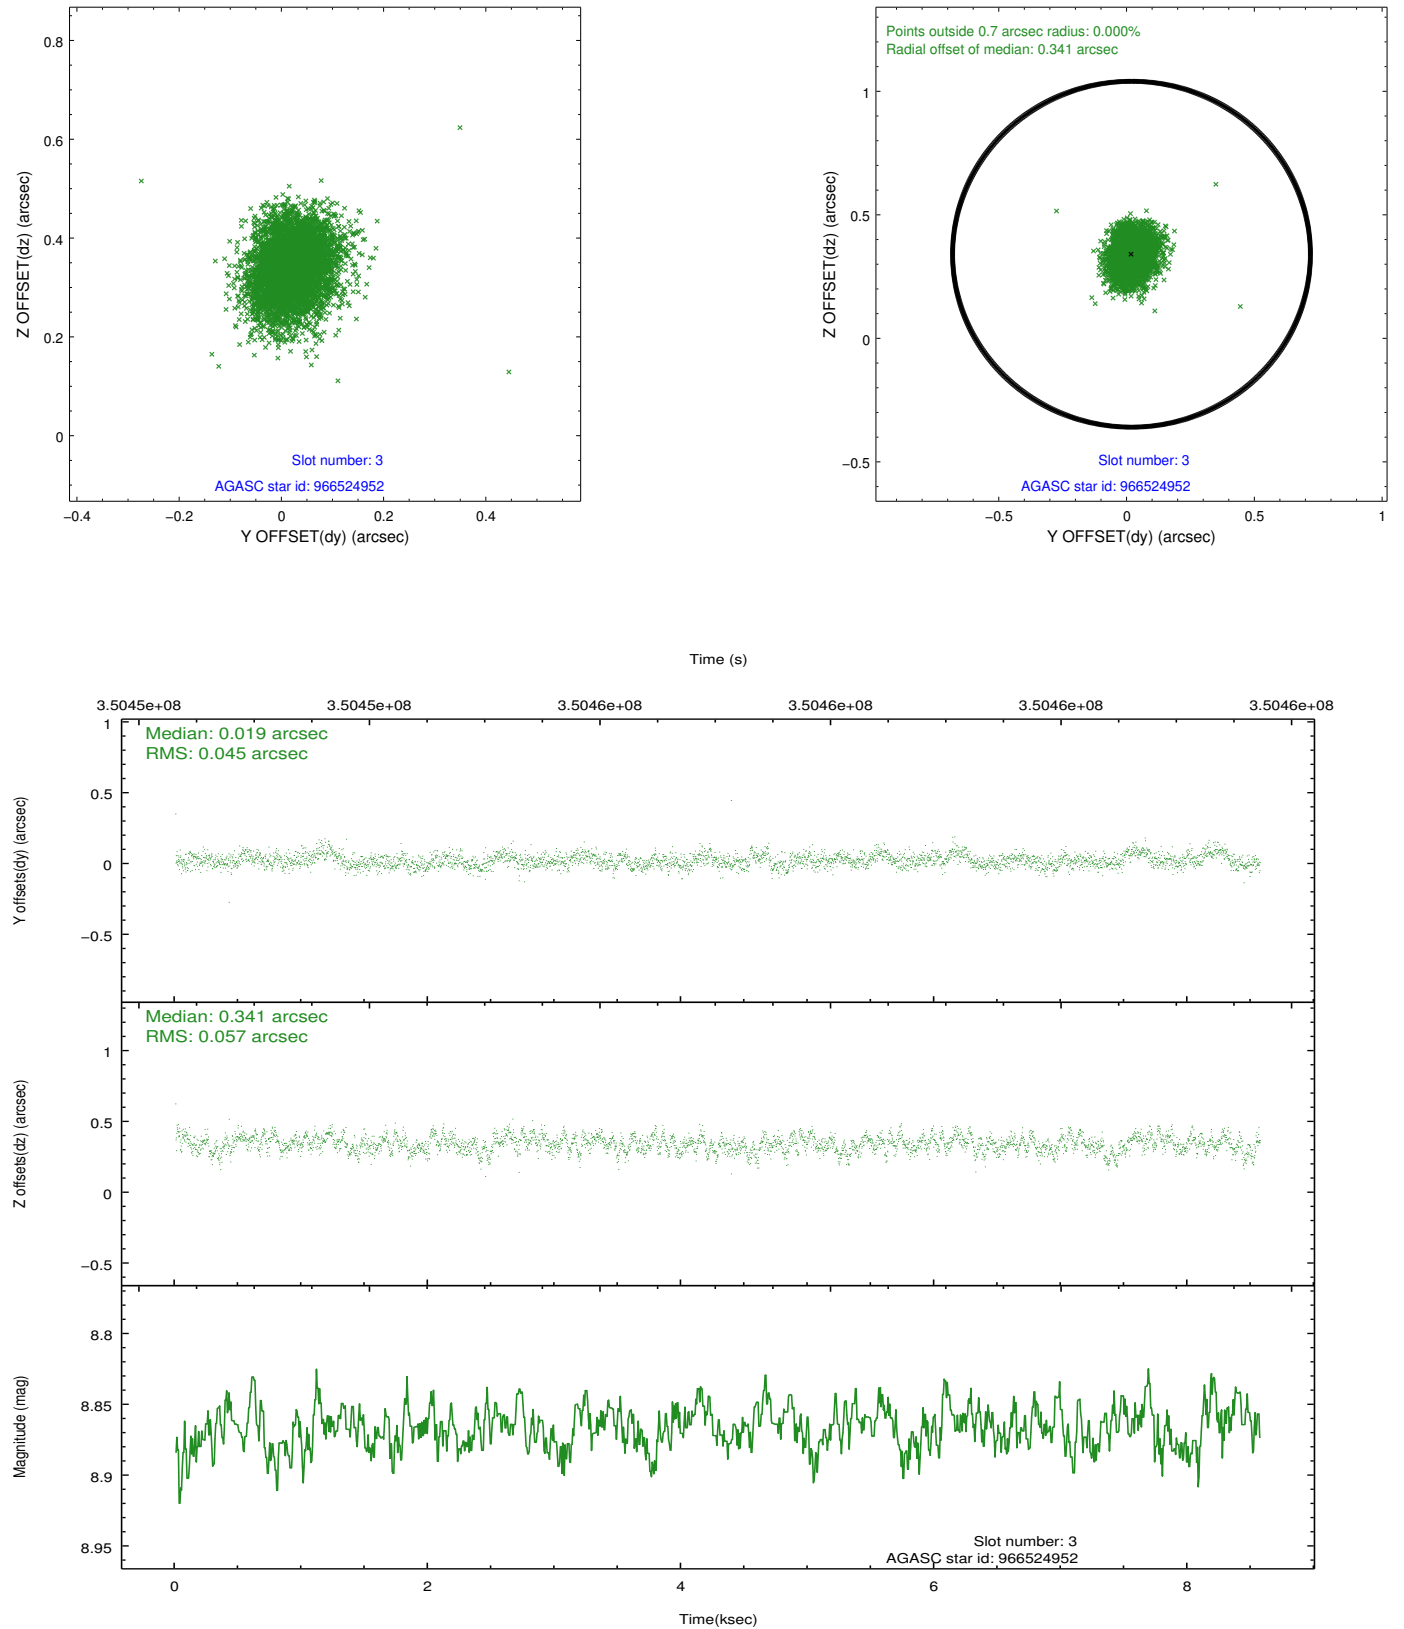 0.8
0.6
0.4
0.2
0
−0.4
−0.2
0
0.2
0.4
Z OFFSET(dz) (arcsec)
Y OFFSET(dy) (arcsec)
Slot number: 3
AGASC star id: 966524952
Points outside 0.7 arcsec radius: 0.000%
Radial offset of median: 0.341 arcsec
1
0.5
0
−0.5
−0.5
0
0.5
1
Z OFFSET(dz) (arcsec)
Y OFFSET(dy) (arcsec)
Slot number: 3
AGASC star id: 966524952
Time (s)
3.5045e+08
3.5045e+08
3.5046e+08
3.5046e+08
3.5046e+08
3.5046e+08
Median: 0.019 arcsec
RMS: 0.045 arcsec
1
0.5
0
−0.5
Y offsets(dy) (arcsec)
Median: 0.341 arcsec
RMS: 0.057 arcsec
1
0.5
0
−0.5
Z offsets(dz) (arcsec)
8.8
8.85
8.9
8.95
Magnitude (mag)
Slot number: 3
AGASC star id: 966524952
0
2
4
6
8
Time(ksec)